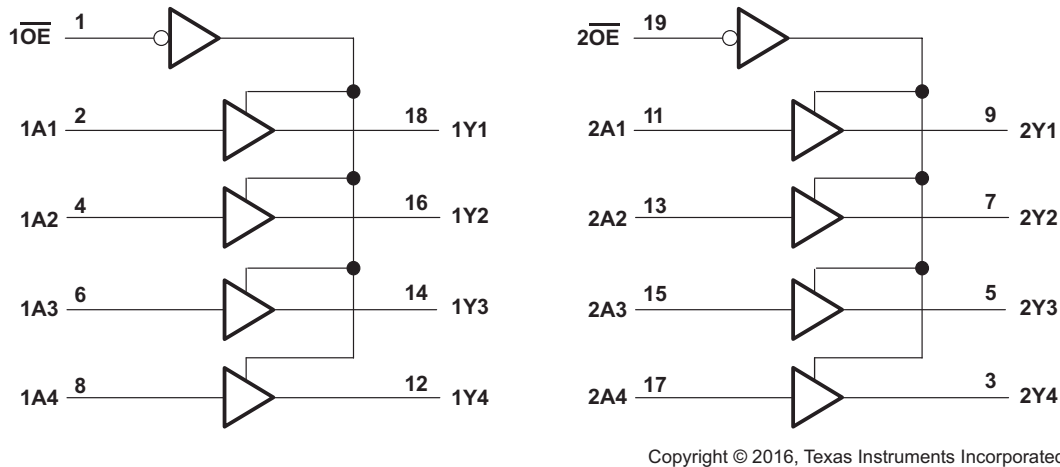 1O̅E̅ 1
1A1 2 18 1Y1
1A2 4 16 1Y2
1A3 6 14 1Y3
1A4 8 12 1Y4
2O̅E̅ 19
2A1 11 9 2Y1
2A2 13 7 2Y2
2A3 15 5 2Y3
2A4 17 3 2Y4
Copyright © 2016, Texas Instruments Incorporated